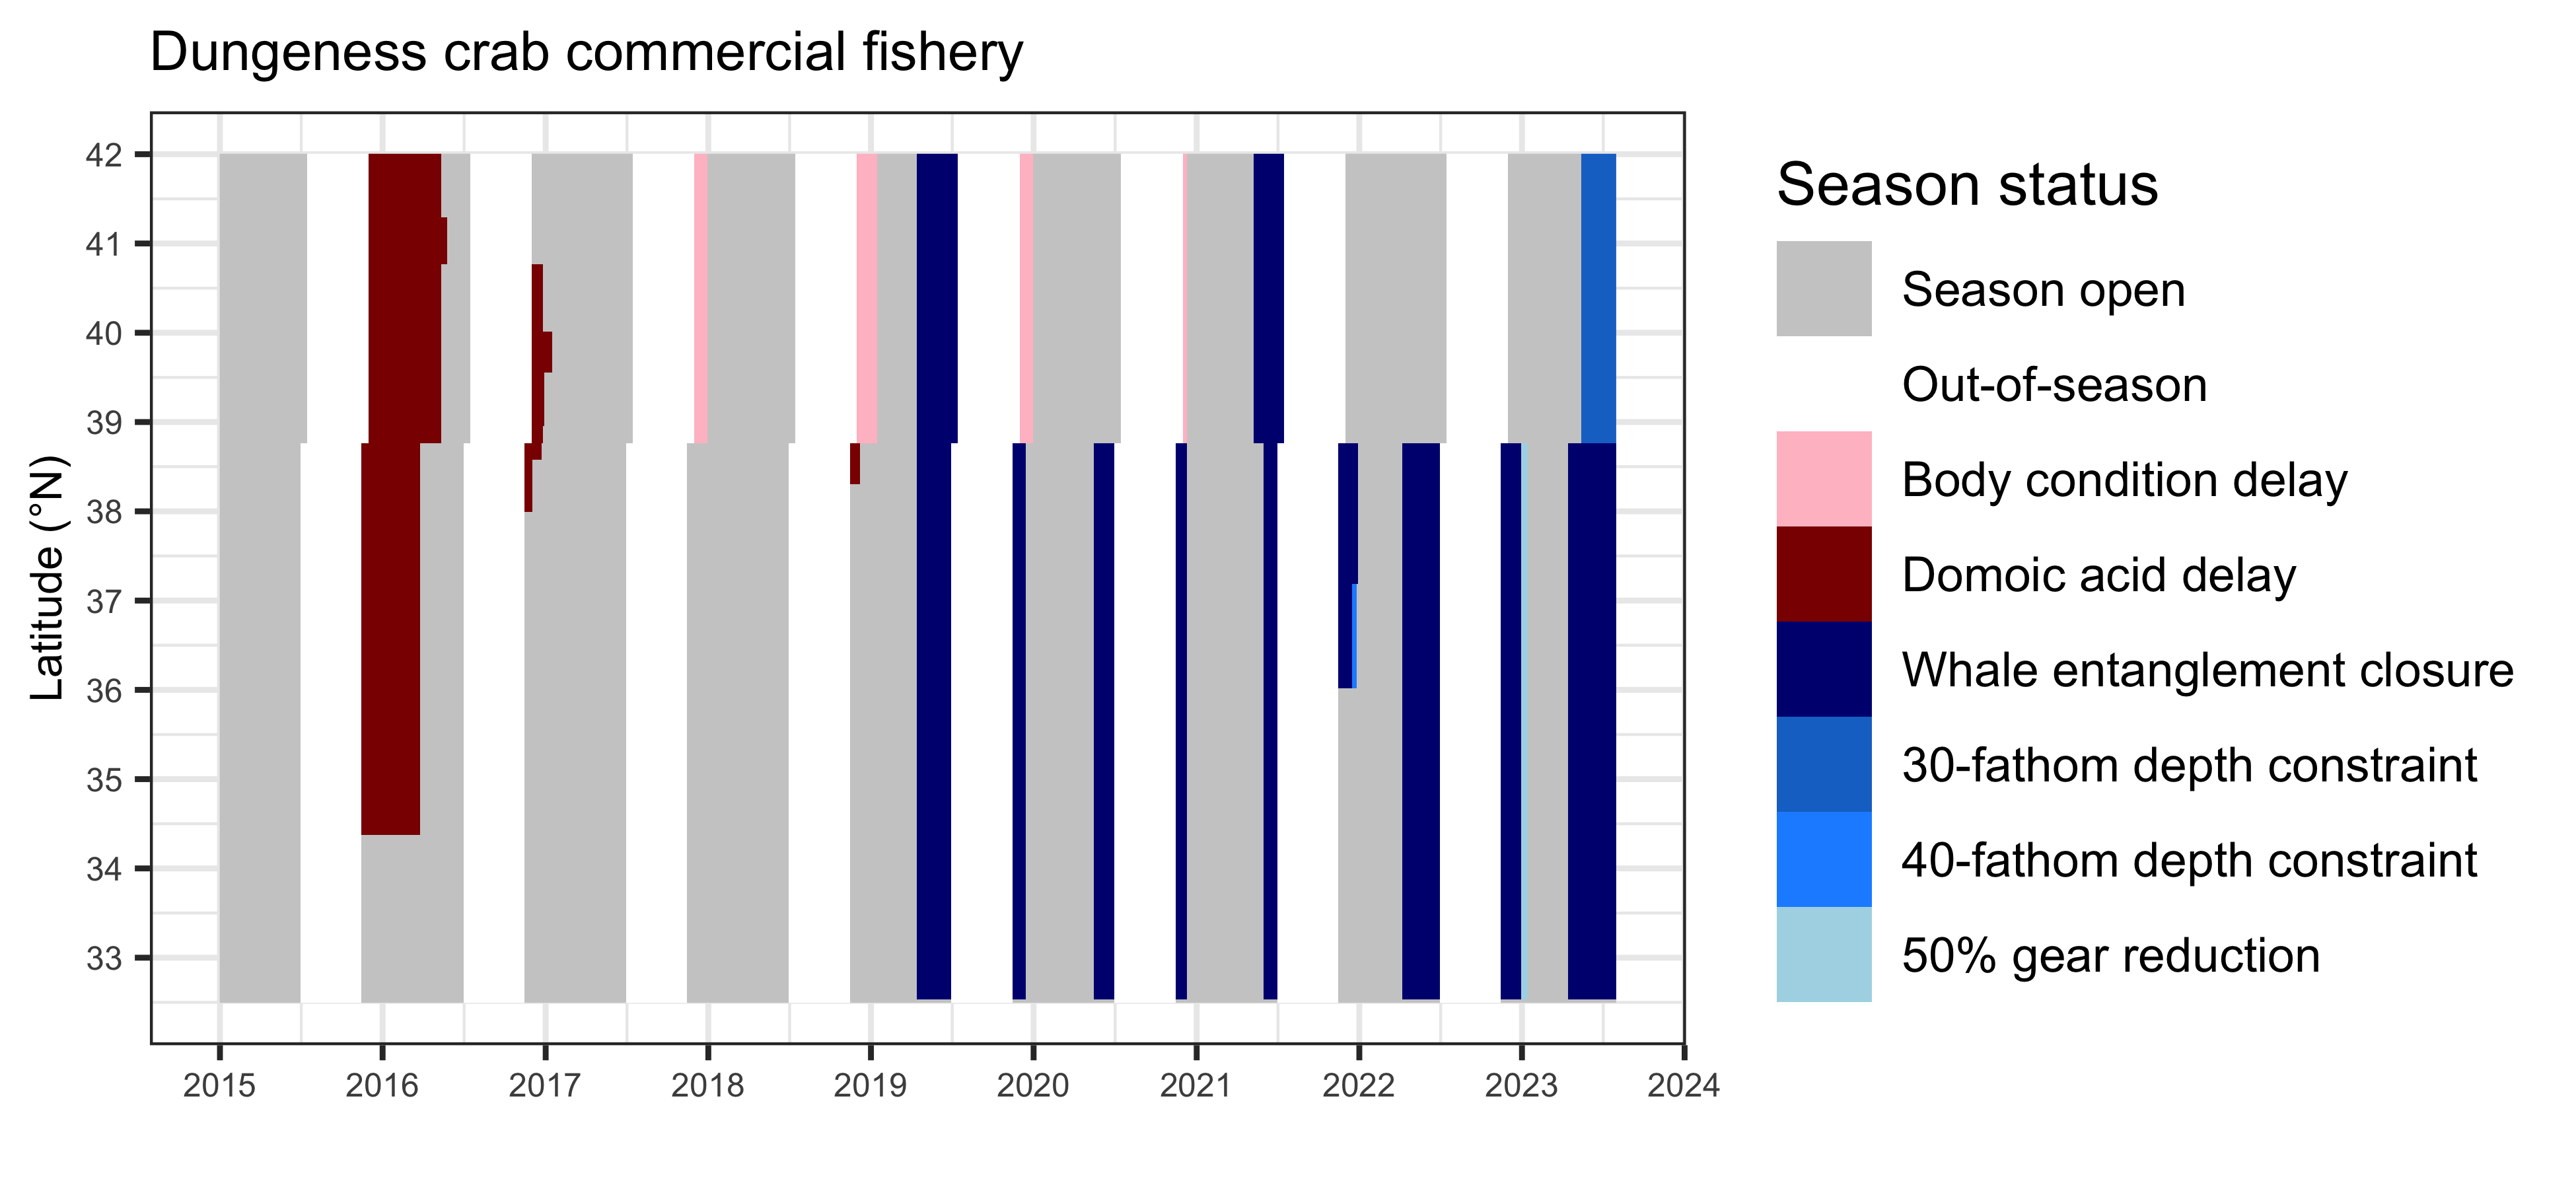 Dungeness crab commercial fishery
42
41
40
39
38
37
36
35
34
33
Latitude (°N)
2015 2016 2017 2018 2019 2020 2021 2022 2023 2024
Season status
Season open
Out-of-season
Body condition delay
Domoic acid delay
Whale entanglement closure
30-fathom depth constraint
40-fathom depth constraint
50% gear reduction